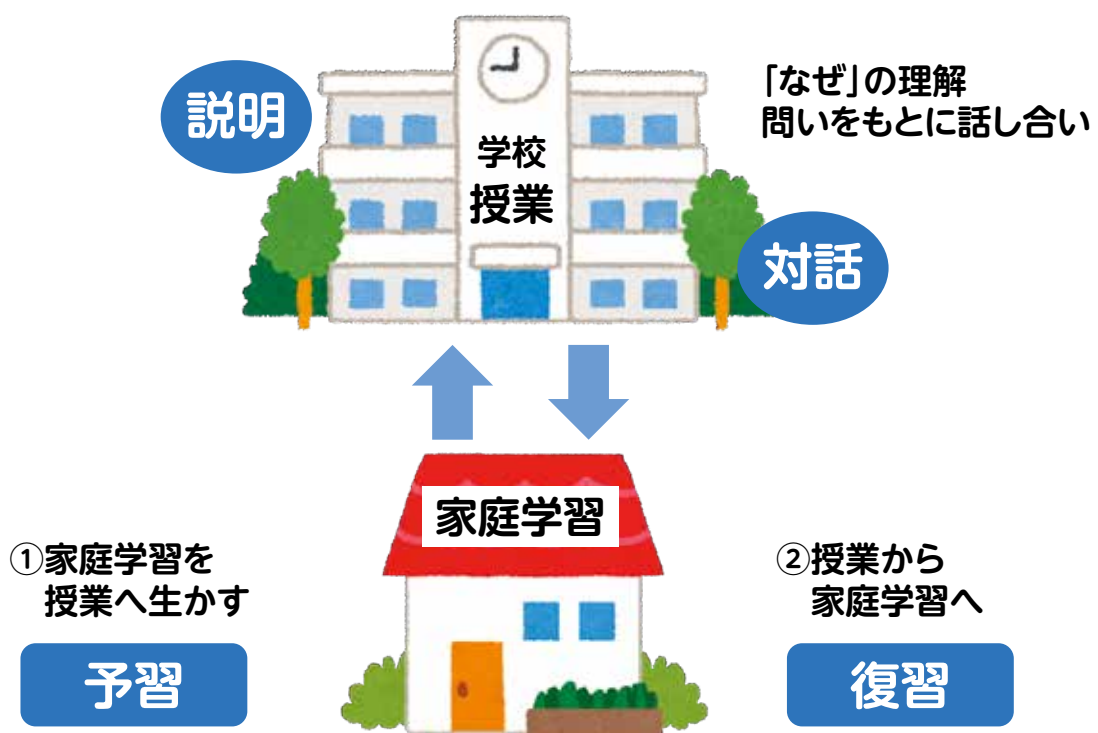 説明
学校
授業
「なぜ」の理解
問いをもとに話し合い
対話
家庭学習
①家庭学習を
授業へ生かす
予習
②授業から
家庭学習へ
復習